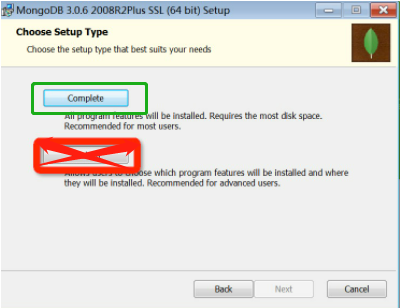 MongoDB 3.0.6 2008R2Plus SSL (64 bit) Setup
Choose Setup Type
Choose the setup type that best suits your needs
Complete
All program features will be installed. Requires the most disk space.
Recommended for most users.
Allows users to choose which program features will be installed and where
they will be installed. Recommended for advanced users.
Back
Next
Cancel